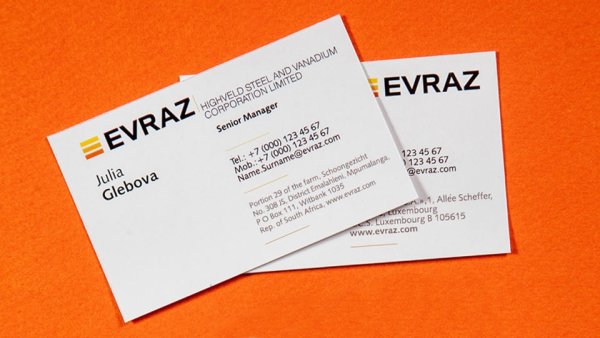 EVRAZ
HIGHVELD STEEL AND VANADIUM
CORPORATION LIMITED
Julia
Glebova
Senior Manager
Tel.: +7 (000) 123 45 67
Mob.: +7 (000) 123 45 67
Name.Surname@evraz.com
Portion 29 of the farm, Schoongezicht
No. 308 JS, District Emalahleni, Mpumalanga,
P O Box 111, Witbank 1035
Rep. of South Africa, www.evraz.com
EVRAZ
123 45 67
123 45 67
@evraz.com
1, Allée Scheffer,
Luxembourg
Luxembourg B 105615
www.evraz.com